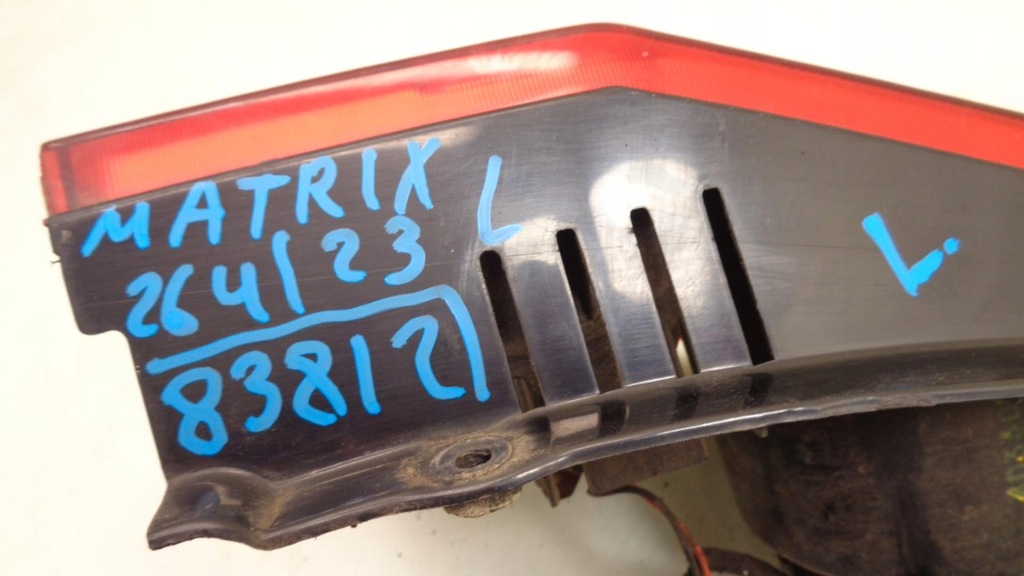 MATRIX L
264/23
83812
L.